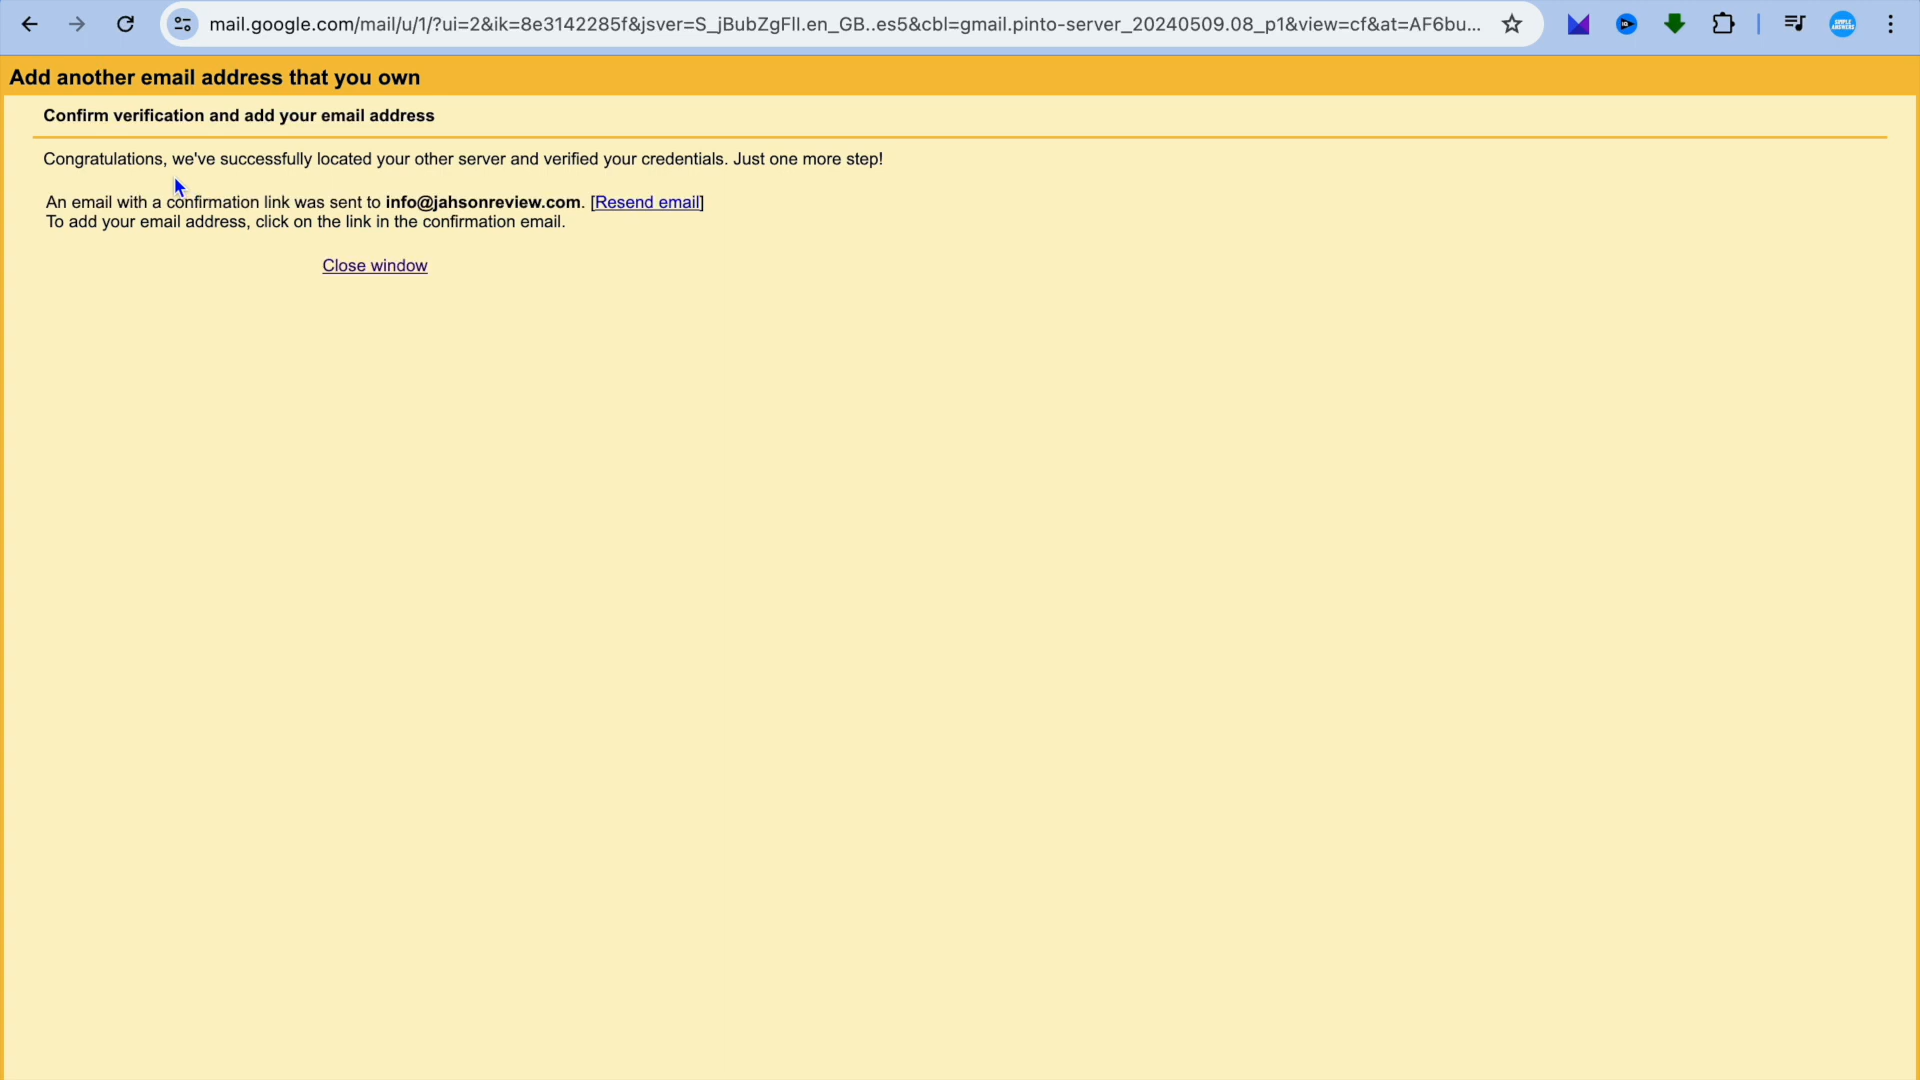 mail.google.com/mail/u/1/?ui=2&ik=8e3142285f&jsver=S_jBubZgFlI.en_GB..es5&cbl=gmail.pinto-server_20240509.08_p1&view=cf&at=AF6bu...
SIMPLE
ANSWERS
Add another email address that you own
Confirm verification and add your email address
Congratulations, we've successfully located your other server and verified your credentials. Just one more step!
An email with a confirmation link was sent to info@jahsonreview.com. [Resend email]
To add your email address, click on the link in the confirmation email.
Close window